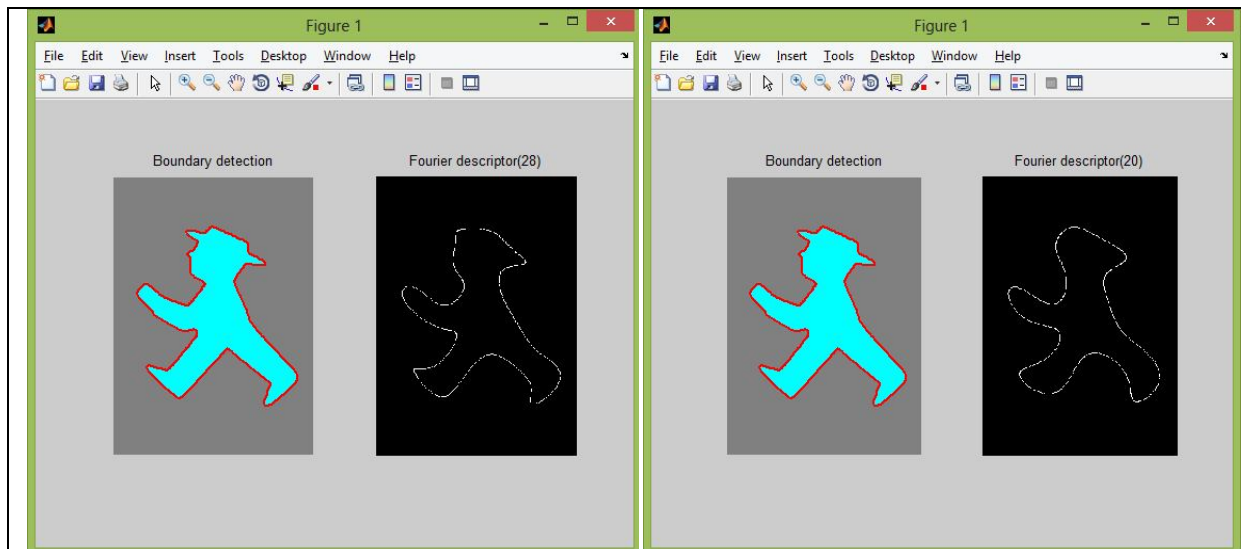 Figure 1
File Edit View Insert Tools Desktop Window Help
Boundary detection Fourier descriptor(28)
Figure 1
File Edit View Insert Tools Desktop Window Help
Boundary detection Fourier descriptor(20)